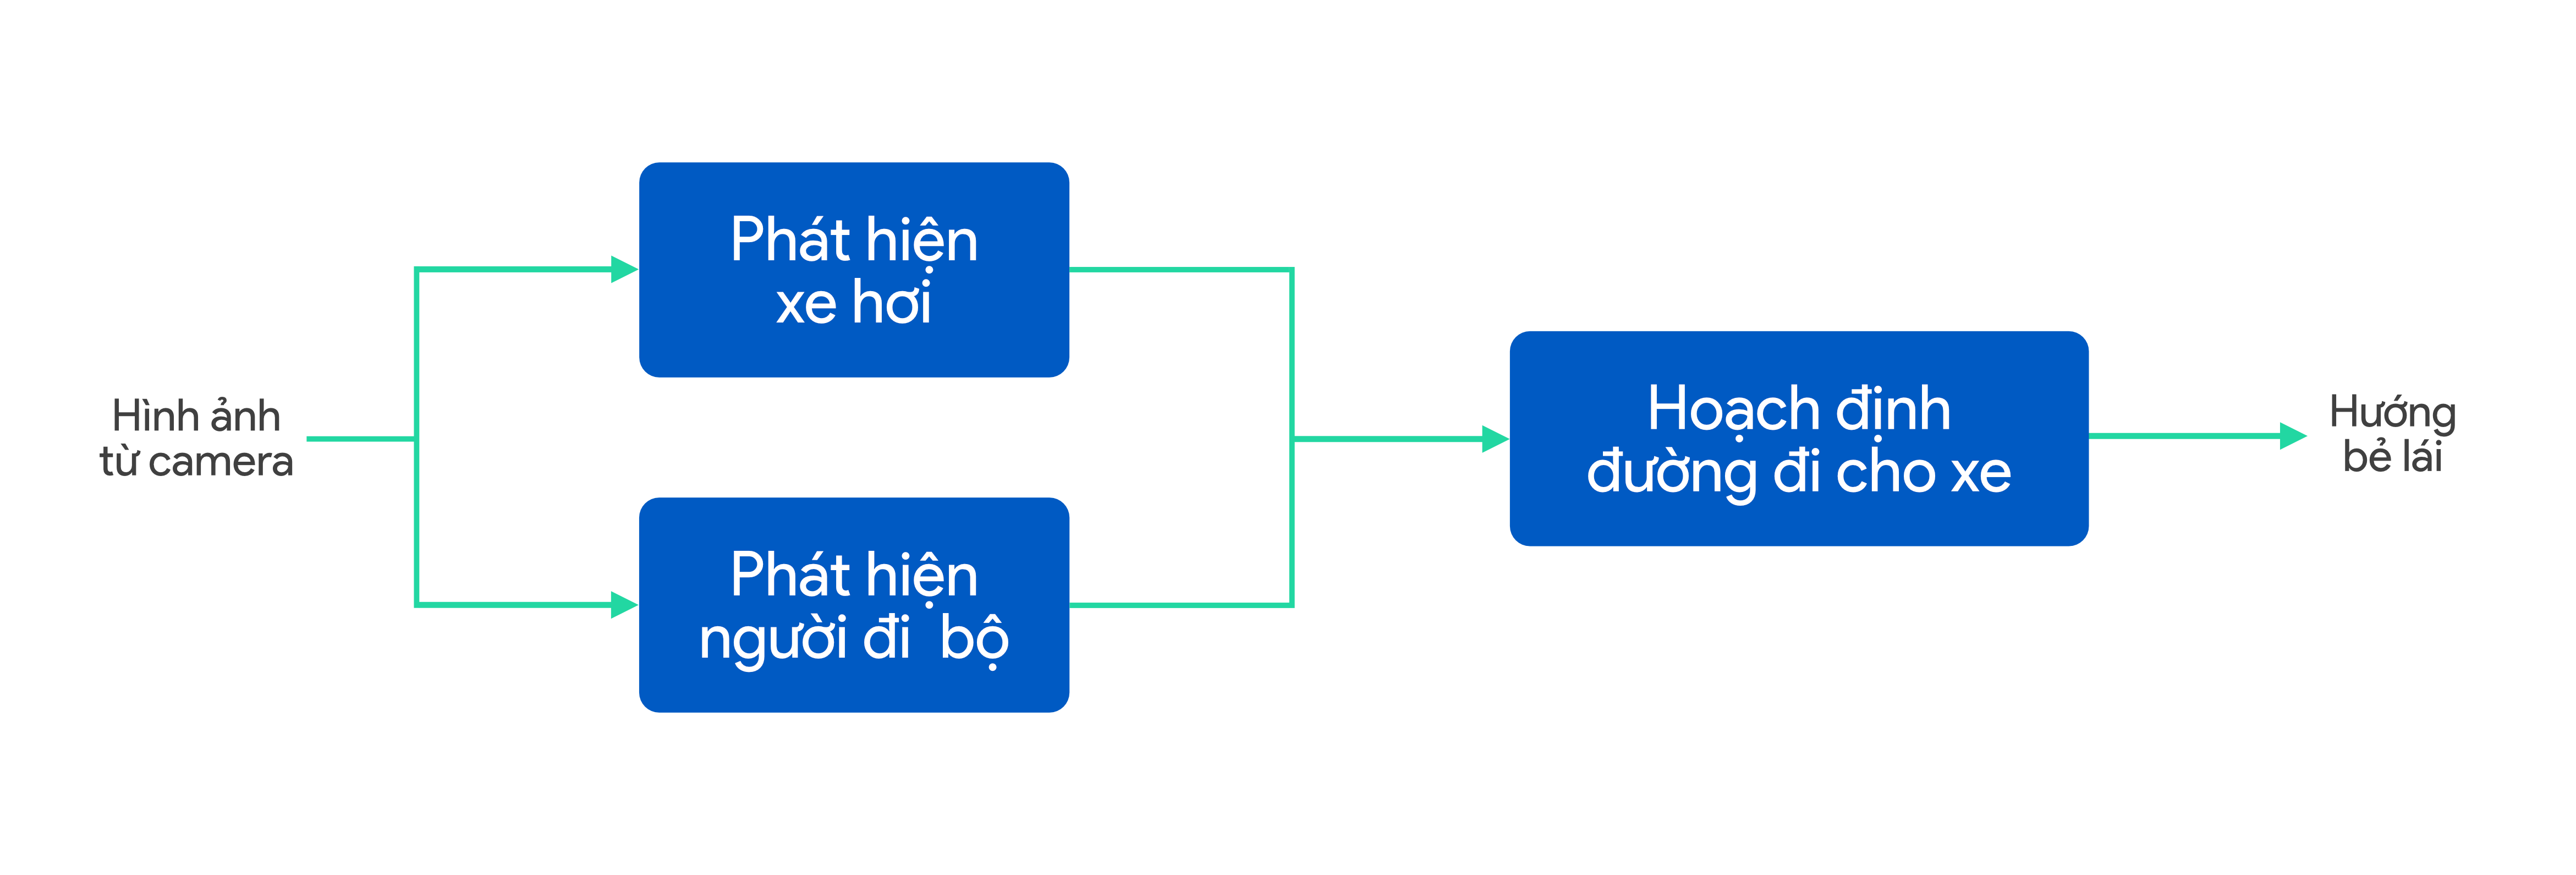 Hình ảnh
từ camera
Phát hiện
xe hơi
Phát hiện
người đi  bộ
Hoạch định
đường đi cho xe
Hướng
bẻ lái